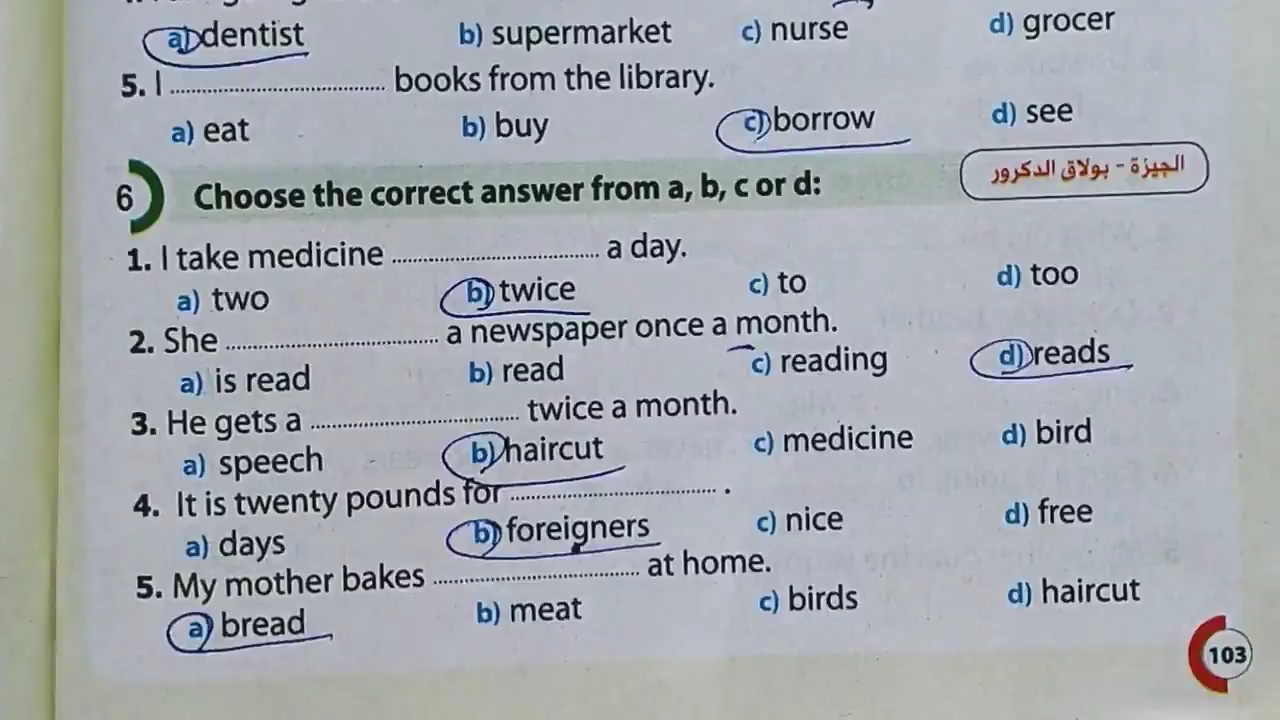 a) dentist b) supermarket c) nurse d) grocer
5. I .................... books from the library.
a) eat b) buy c) borrow d) see
6 Choose the correct answer from a, b, c or d:
الجيزة - بولاق الدكرور
1. I take medicine .................... a day.
a) two b) twice c) to d) too
2. She .................... a newspaper once a month.
a) is read b) read c) reading d) reads
3. He gets a .................... twice a month.
a) speech b) haircut c) medicine d) bird
4. It is twenty pounds for .................... .
a) days b) foreigners c) nice d) free
5. My mother bakes .................... at home.
a) bread b) meat c) birds d) haircut
103